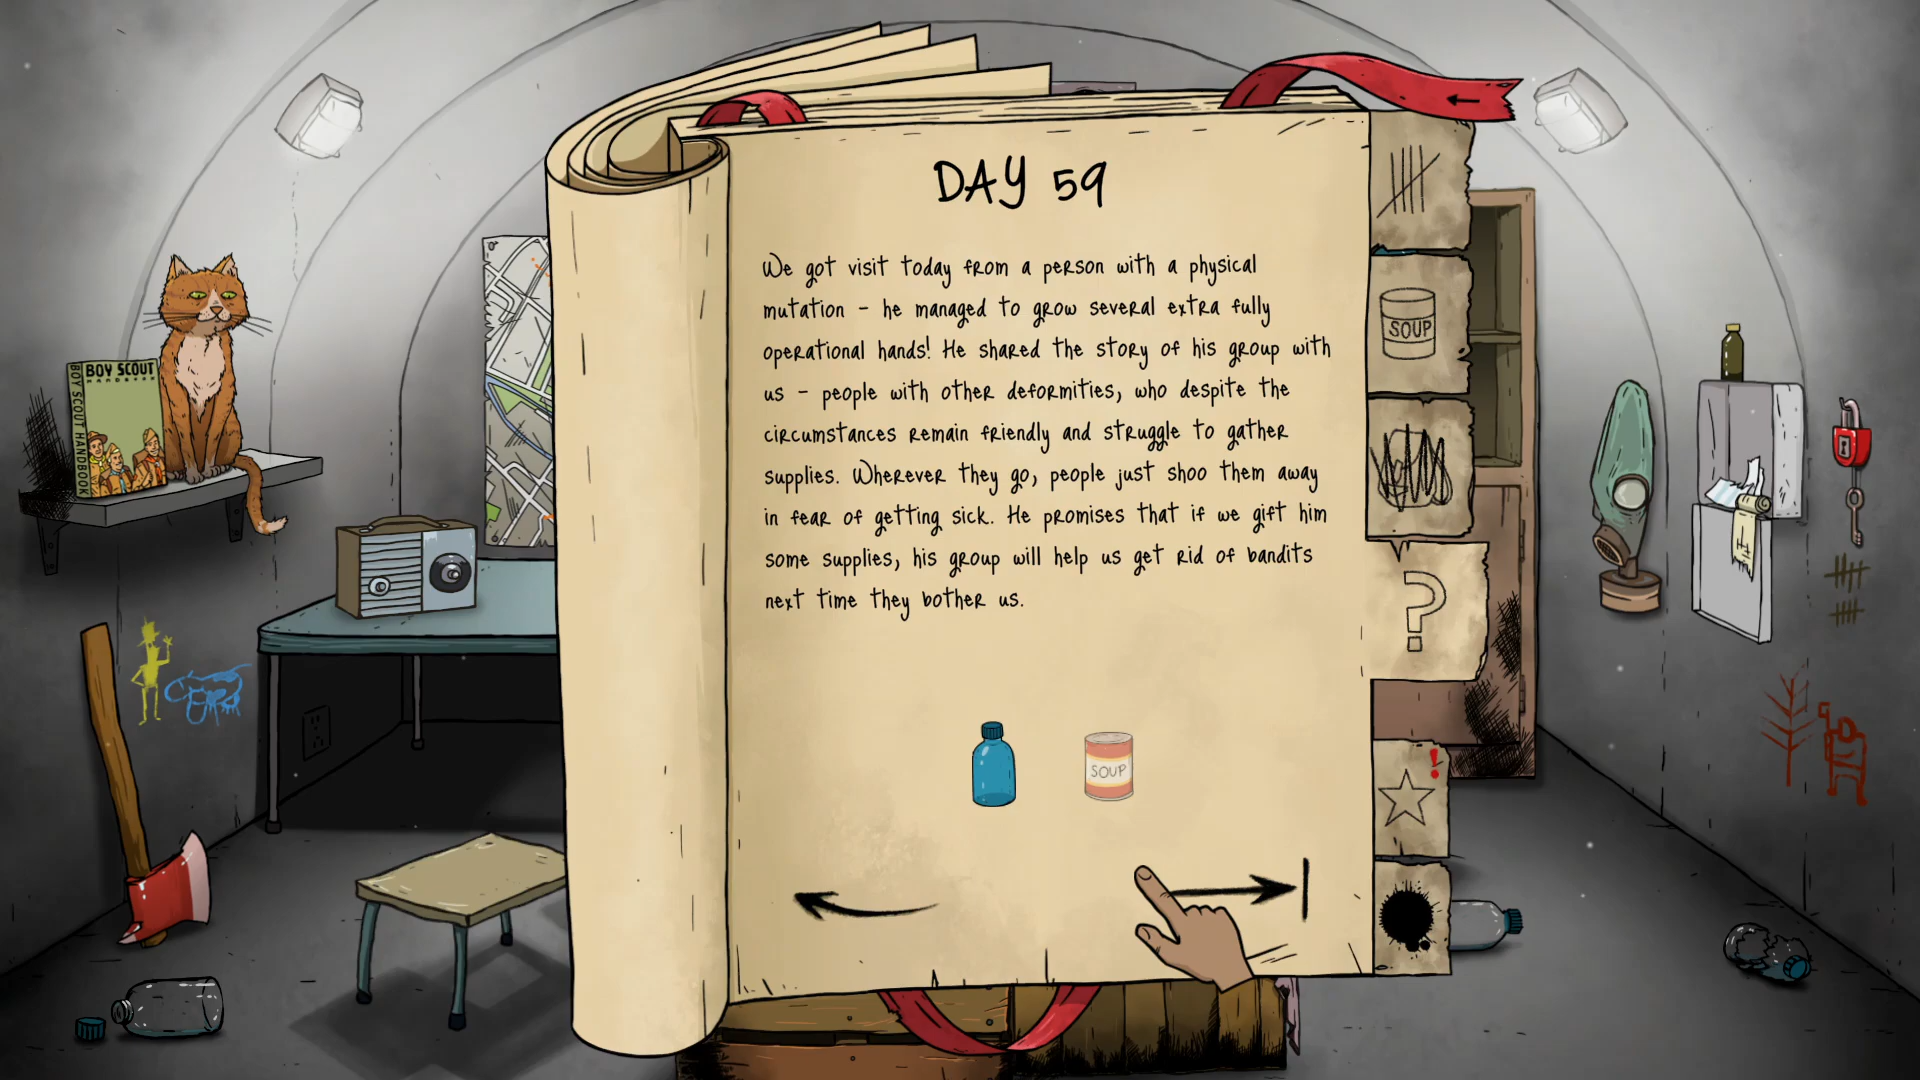 DAY 59
We got visit today from a person with a physical
mutation - he managed to grow several extra fully
operational hands! He shared the story of his group with
us - people with other deformities, who despite the
circumstances remain friendly and struggle to gather
supplies. Wherever they go, people just shoo them away
in fear of getting sick. He promises that if we gift him
some supplies, his group will help us get rid of bandits
next time they bother us.
SOUP
SOUP
?
!
BOY SCOUT
HANDBOOK
BOY SCOUT HANDBOOK